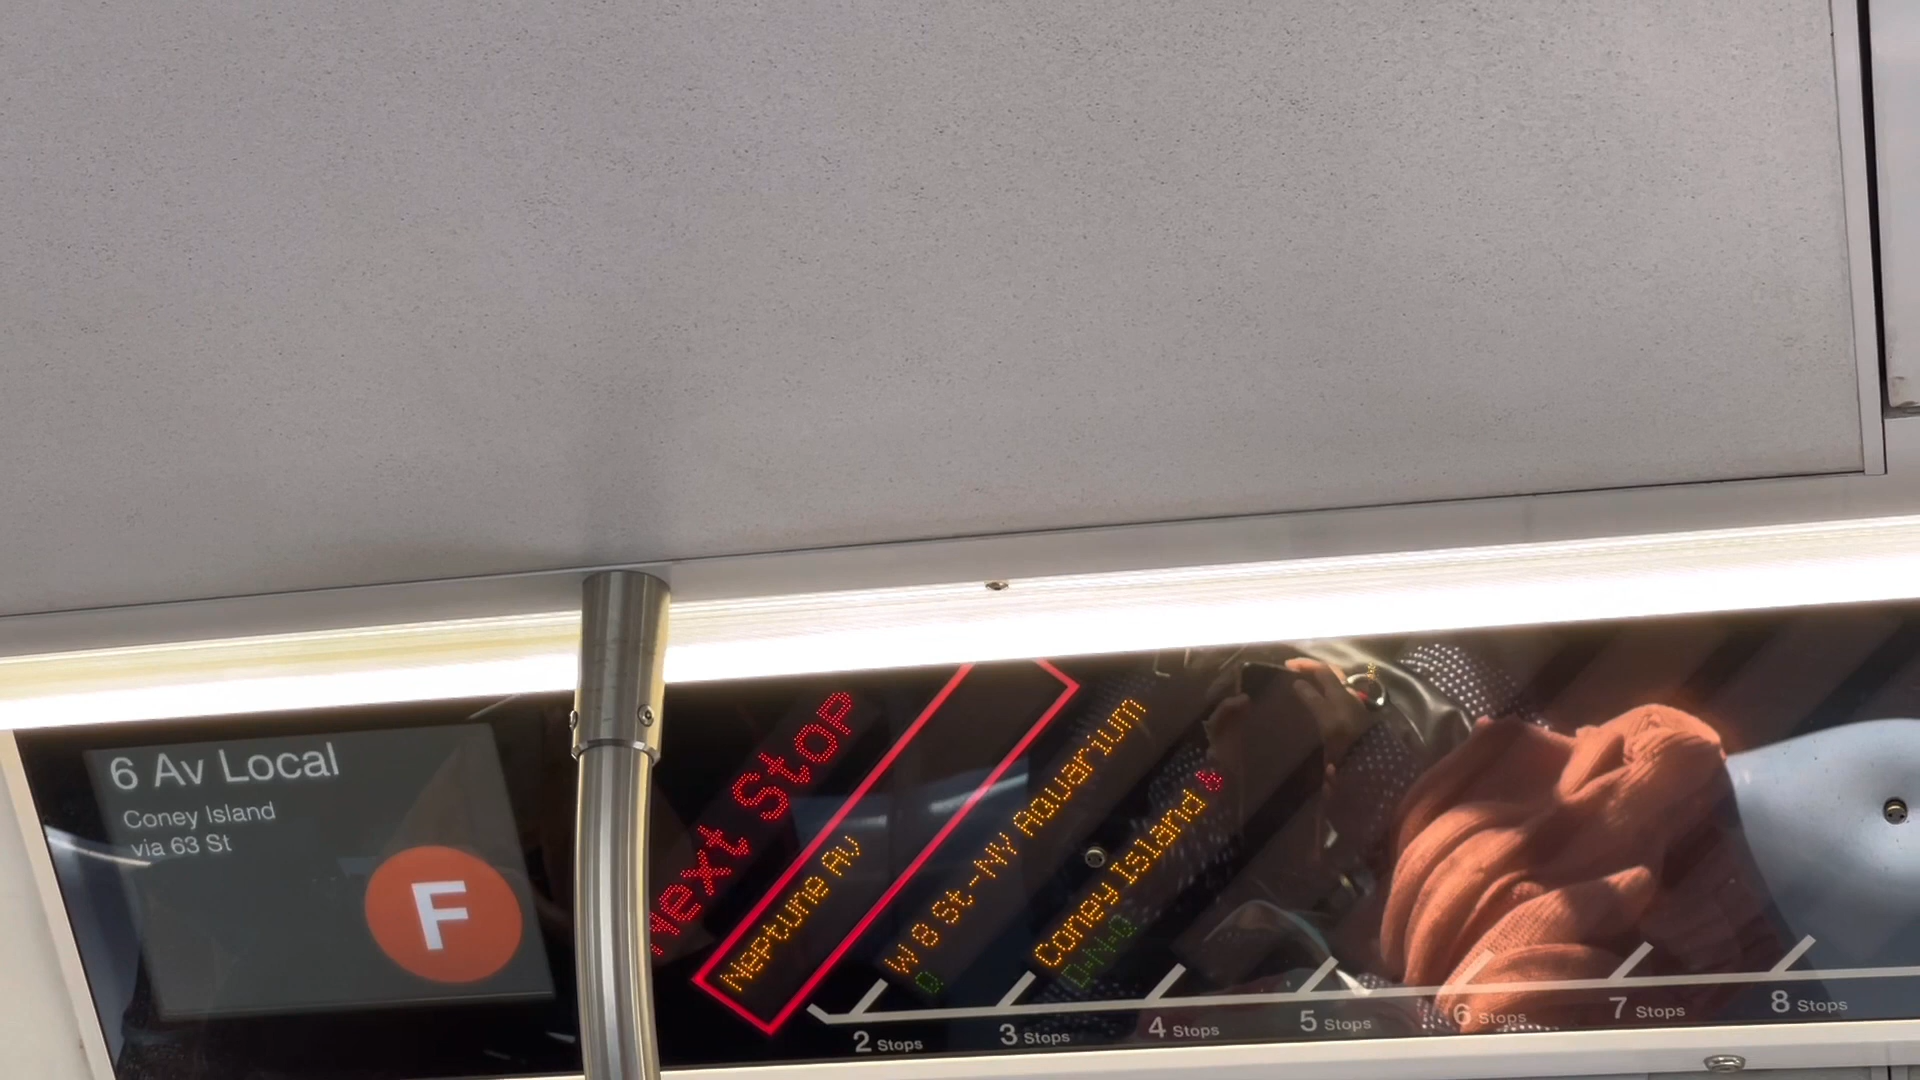 6 Av Local
Coney Island
via 63 St
F
Next Stop
Neptune Av
W 8 St-NY Aquarium
Q
Coney Island
D-N-Q
2 Stops
3 Stops
4 Stops
5 Stops
6 Stops
7 Stops
8 Stops